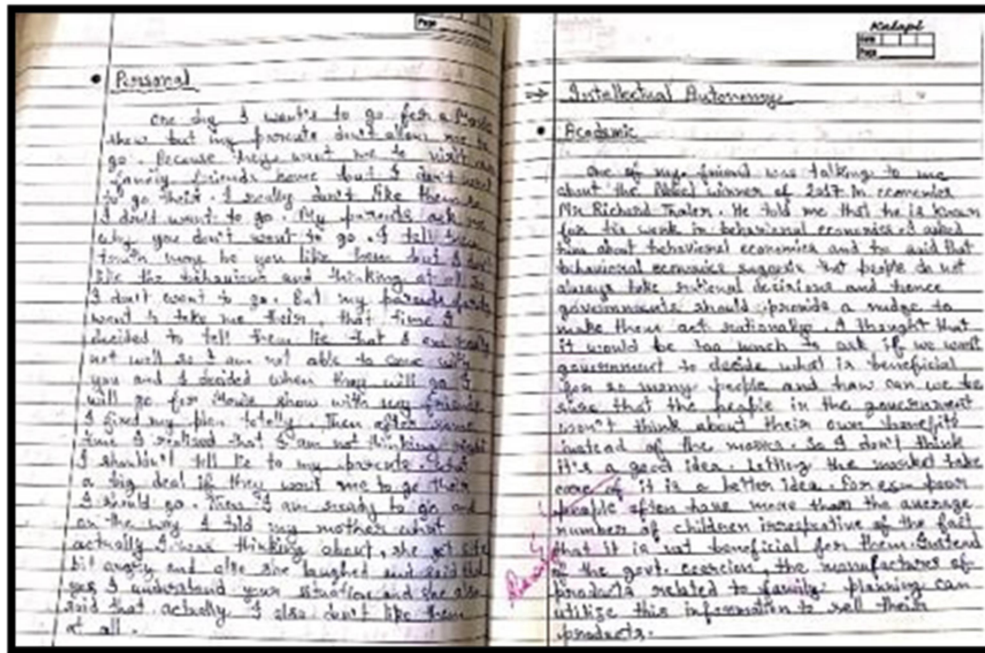 Page
• Personal
One day I want's to go for a Movie
show but my parents don't allow me to
go. Because they want me to visit our
family friends home but I don't want
to go their. I really don't like them so
I don't want to go. My parents ask me
why you don't want to go. I tell them
truth may be you like them but I don't
like the behaviour and thinking at all so
I don't want to go. But my parents
want to take me their, that time I
decided to tell them lie that I am
not well so I am not able to come with
you and I decided when they will go I
will go for Movie show with my friends
I fixed my plan totally. Then after some
time I realised that I am not thinking right
I shouldn't tell lie to my parents. what
a big deal if they want me to go their
I should go. Then I am ready to go and
on the way I told my mother what
actually I was thinking about, she get
bit angry and also she laughed and said that
yes I understand your situation and she also
said that actually I also don't like them
at all.
Kalapi
Date
Page
⇒ Intellectual Autonomy
• Academic
One of my friend was talking to me
about the Nobel winner of 2017 in economics
Mr. Richard Thaler. He told me that he is known
for his work in behavioral economics. I asked
him about behavioral economics and he said that
behavioral economics suggests that people do not
always take rational decisions and hence
governments should provide a nudge to
make them act rationally. I thought that
it would be too much to ask if we want
government to decide what is beneficial
for so many people and how can we be
sure that the people in the government
won't think about their own benefits
instead of the masses. So I don't think
it's a good idea. Letting the market take
care of it is a better idea. For exm poor
people often have more than the average
number of children irrespective of the fact
that it is not beneficial for them. Instead
of the govt. coercion, the manufacturer of
products related to family planning can
utilize this information to sell their
products.